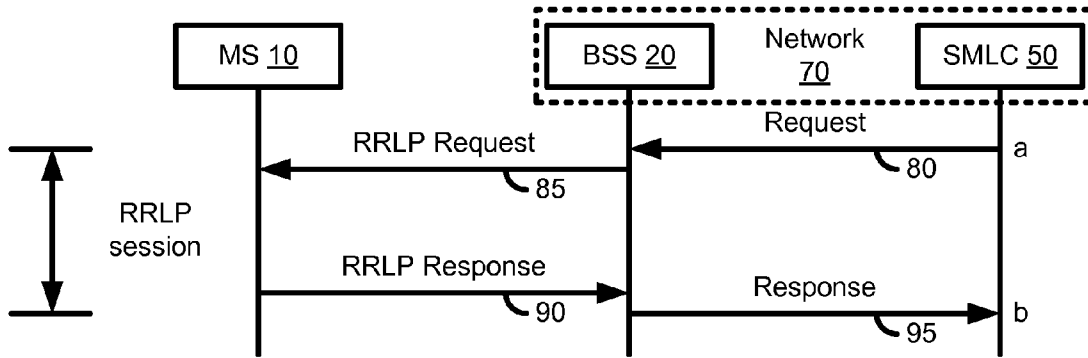 MS 10
BSS 20
Network
70
SMLC 50
Request
80
a
RRLP Request
85
RRLP
session
RRLP Response
90
Response
95
b